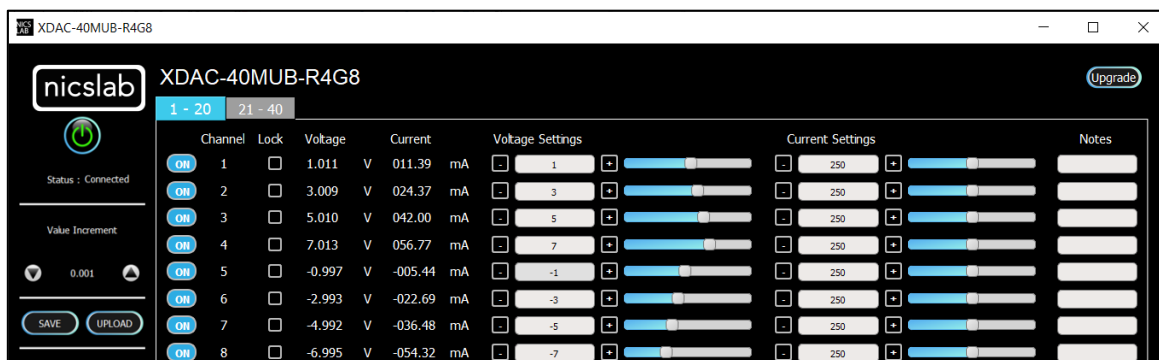 NICS LAB XDAC-40MUB-R4G8
nicslab XDAC-40MUB-R4G8 Upgrade
1 - 20 21 - 40
Channel Lock Voltage Current Voltage Settings Current Settings Notes
ON 1 1.011 V 011.39 mA - 1 + - 250 +
Status : Connected
ON 2 3.009 V 024.37 mA - 3 + - 250 +
ON 3 5.010 V 042.00 mA - 5 + - 250 +
Value Increment
ON 4 7.013 V 056.77 mA - 7 + - 250 +
0.001
ON 5 -0.997 V -005.44 mA - -1 + - 250 +
ON 6 -2.993 V -022.69 mA - -3 + - 250 +
SAVE UPLOAD
ON 7 -4.992 V -036.48 mA - -5 + - 250 +
ON 8 -6.995 V -054.32 mA - -7 + - 250 +